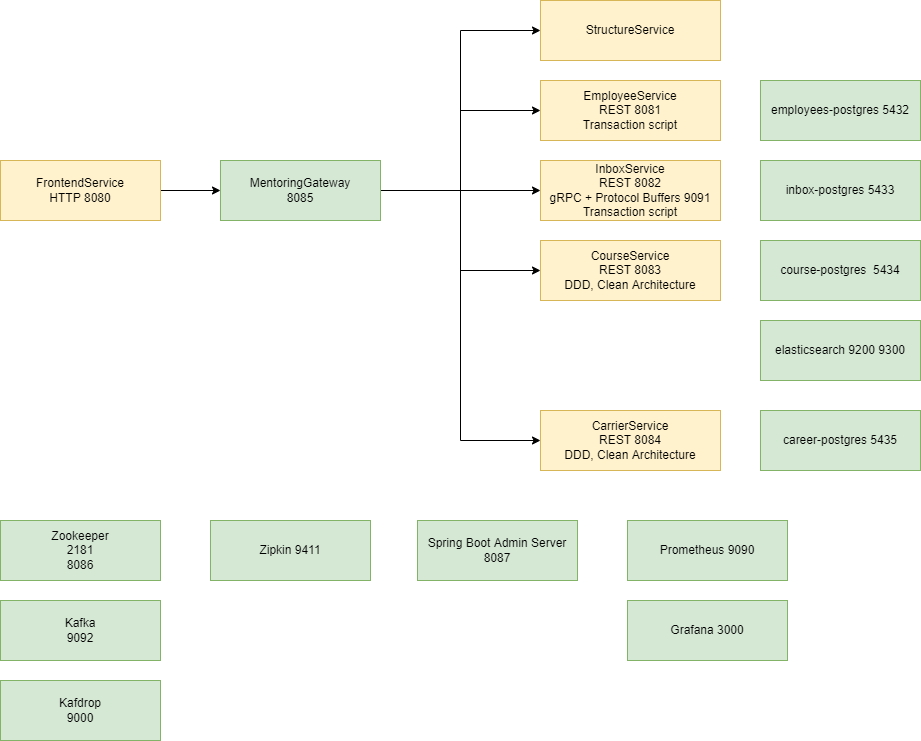 StructureService
EmployeeService
REST 8081
Transaction script
employees-postgres 5432
FrontendService
HTTP 8080
MentoringGateway
8085
InboxService
REST 8082
gRPC + Protocol Buffers 9091
Transaction script
inbox-postgres 5433
CourseService
REST 8083
DDD, Clean Architecture
course-postgres  5434
elasticsearch 9200 9300
CarrierService
REST 8084
DDD, Clean Architecture
career-postgres 5435
Zookeeper
2181
8086
Zipkin 9411
Spring Boot Admin Server
8087
Prometheus 9090
Kafka
9092
Grafana 3000
Kafdrop
9000